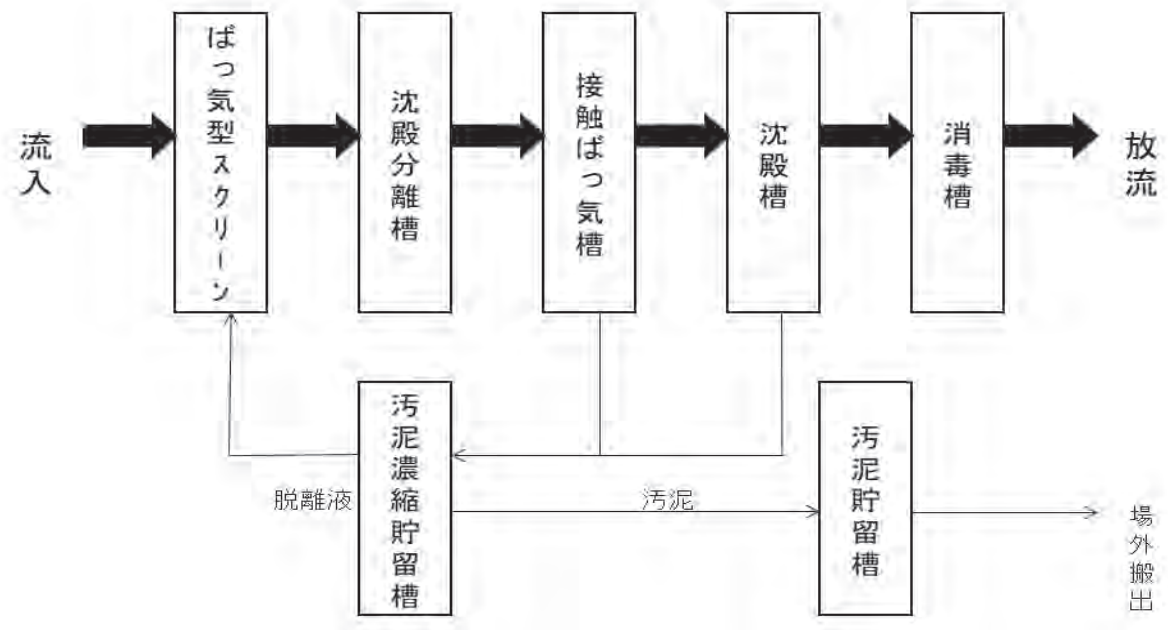 流入
ばっ気型スクリーン
沈殿分離槽
接触ばっ気槽
沈殿槽
消毒槽
放流
汚泥濃縮貯留槽
脱離液
汚泥
汚泥貯留槽
場外搬出